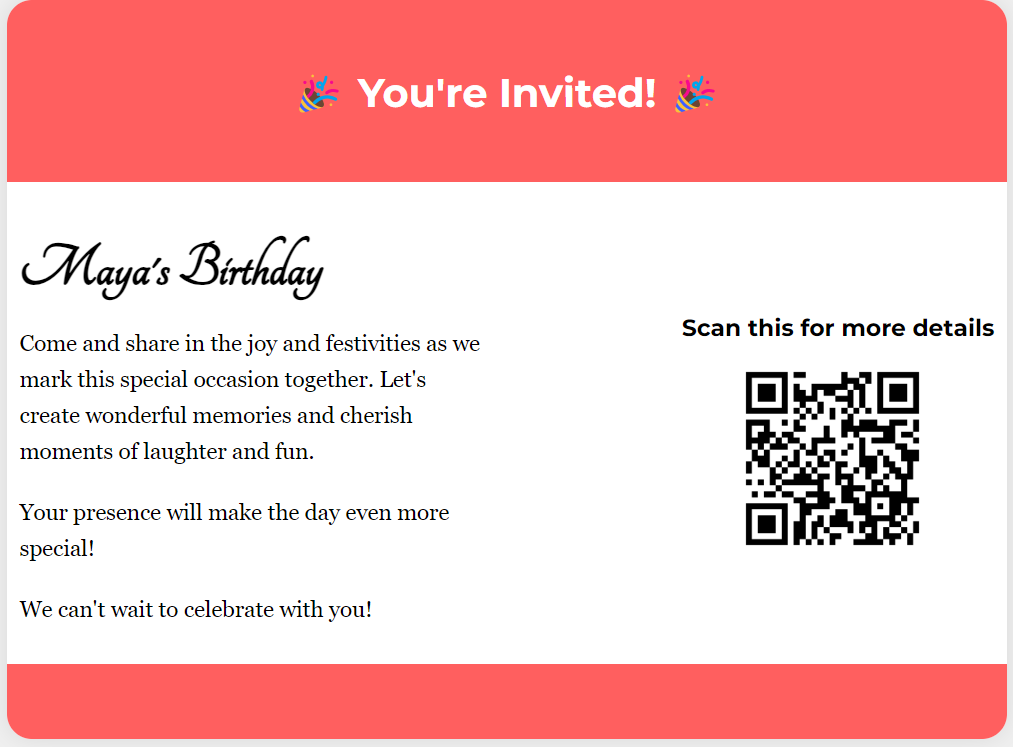 🎉 You're Invited! 🎉
Maya's Birthday
Come and share in the joy and festivities as we
mark this special occasion together. Let's
create wonderful memories and cherish
moments of laughter and fun.
Your presence will make the day even more
special!
We can't wait to celebrate with you!
Scan this for more details